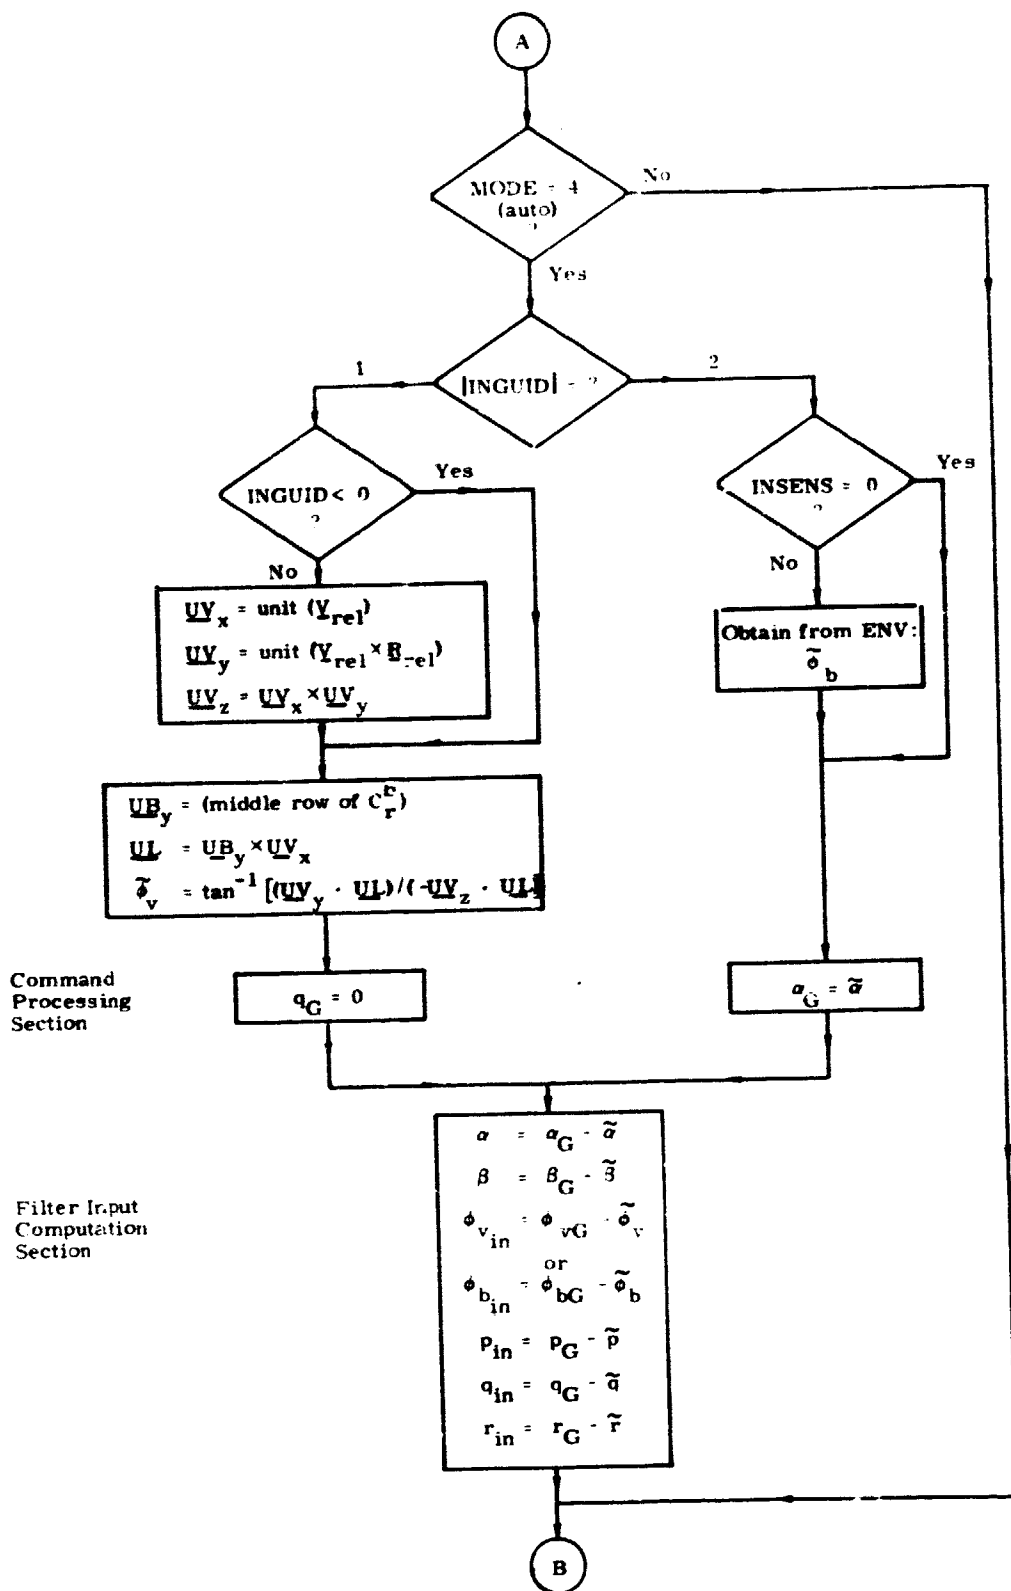 A
No
MODE = 4
(auto)
?
Yes
1
|INGUID| = ?
2
INGUID < 0
?
Yes
INSENS = 0
?
Yes
No
No
UV_x = unit (V_rel)
UV_y = unit (V_rel × R_rel)
UV_z = UV_x × UV_y
Obtain from ENV:
φ̃_b
UB_y = (middle row of C_r^b)
UL = UB_y × UV_x
φ̃_v = tan⁻¹ [(UV_y · UL)/(-UV_z · UL]
Command
Processing
Section
q_G = 0
α_G = α̃
α = α_G - α̃
β = β_G - β̃
Filter Input
Computation
Section
φ_v_in = φ_vG - φ̃_v
or
φ_b_in = φ_bG - φ̃_b
p_in = p_G - p̃
q_in = q_G - q̃
r_in = r_G - r̃
B